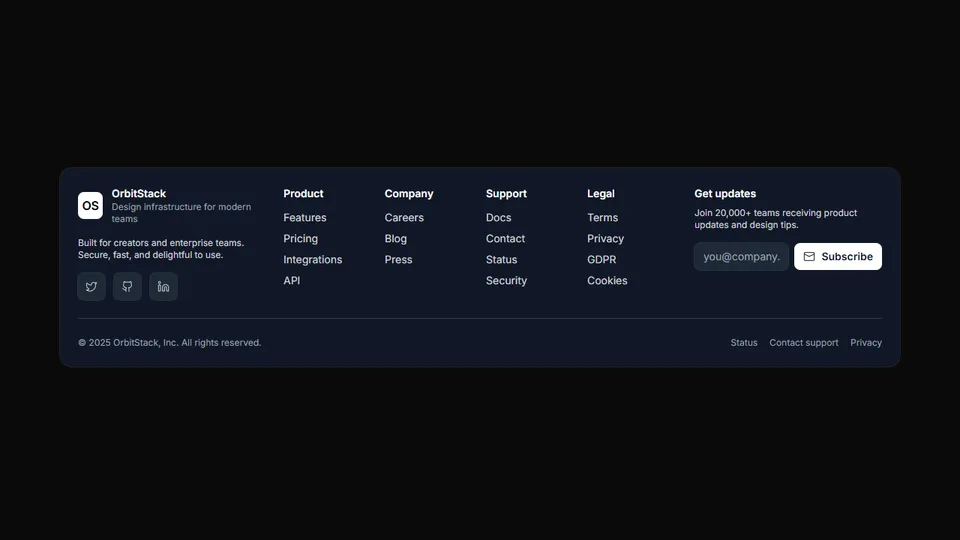 OS
OrbitStack
Design infrastructure for modern
teams
Built for creators and enterprise teams.
Secure, fast, and delightful to use.
Product
Features
Pricing
Integrations
API
Company
Careers
Blog
Press
Support
Docs
Contact
Status
Security
Legal
Terms
Privacy
GDPR
Cookies
Get updates
Join 20,000+ teams receiving product
updates and design tips.
you@company.
Subscribe
© 2025 OrbitStack, Inc. All rights reserved.
Status
Contact support
Privacy